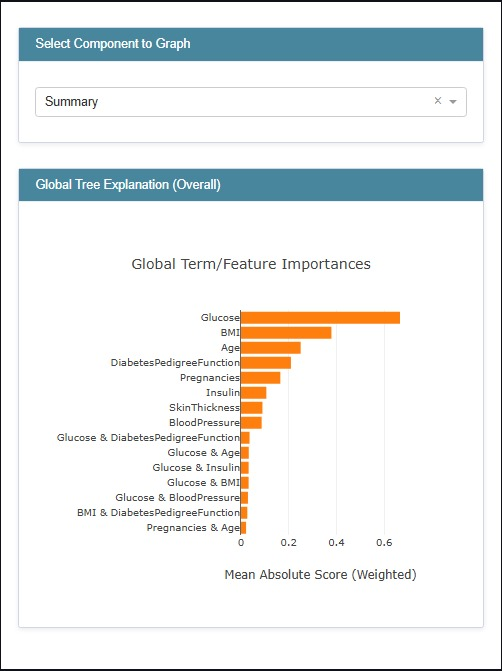 Select Component to Graph
Summary
Global Tree Explanation (Overall)
Global Term/Feature Importances
Glucose
BMI
Age
DiabetesPedigreeFunction
Pregnancies
Insulin
SkinThickness
BloodPressure
Glucose & DiabetesPedigreeFunction
Glucose & Age
Glucose & Insulin
Glucose & BMI
Glucose & BloodPressure
BMI & DiabetesPedigreeFunction
Pregnancies & Age
0 0.2 0.4 0.6
Mean Absolute Score (Weighted)